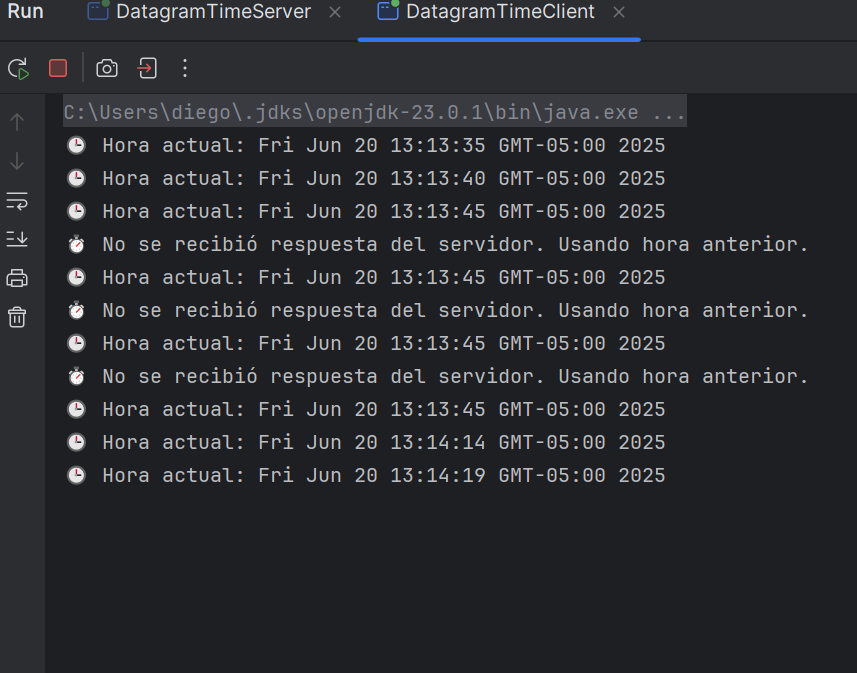 Run DatagramTimeServer DatagramTimeClient
C:\Users\diego\.jdks\openjdk-23.0.1\bin\java.exe ...
Hora actual: Fri Jun 20 13:13:35 GMT-05:00 2025
Hora actual: Fri Jun 20 13:13:40 GMT-05:00 2025
Hora actual: Fri Jun 20 13:13:45 GMT-05:00 2025
No se recibió respuesta del servidor. Usando hora anterior.
Hora actual: Fri Jun 20 13:13:45 GMT-05:00 2025
No se recibió respuesta del servidor. Usando hora anterior.
Hora actual: Fri Jun 20 13:13:45 GMT-05:00 2025
No se recibió respuesta del servidor. Usando hora anterior.
Hora actual: Fri Jun 20 13:13:45 GMT-05:00 2025
Hora actual: Fri Jun 20 13:14:14 GMT-05:00 2025
Hora actual: Fri Jun 20 13:14:19 GMT-05:00 2025